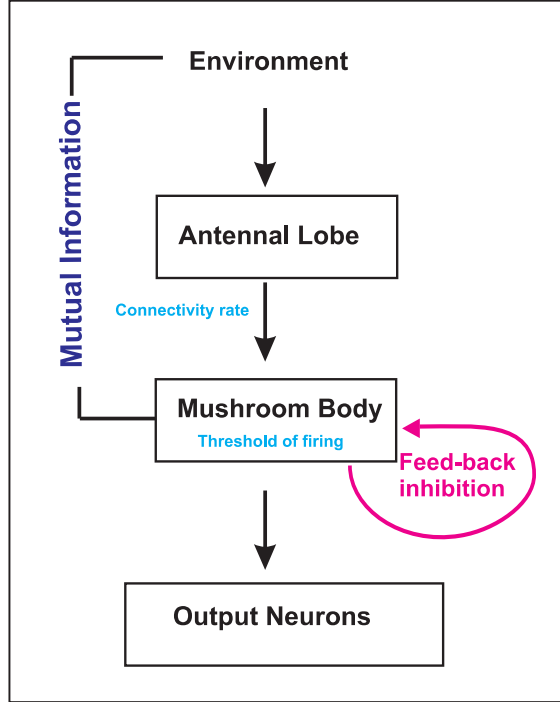 Environment
Mutual Information
Antennal Lobe
Connectivity rate
Mushroom Body
Threshold of firing
Feed-back
inhibition
Output Neurons